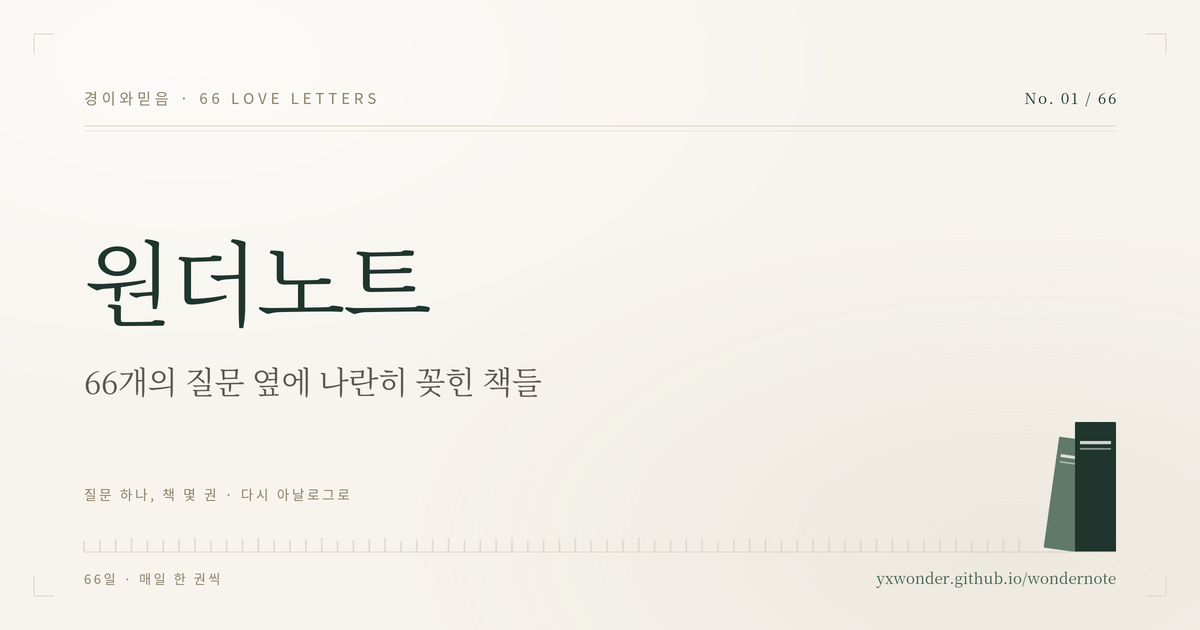 경이와믿음 · 66 LOVE LETTERS
No. 01 / 66
원더노트
66개의 질문 옆에 나란히 꽂힌 책들
질문 하나, 책 몇 권 · 다시 아날로그로
66일 · 매일 한 권씩
yxwonder.github.io/wondernote